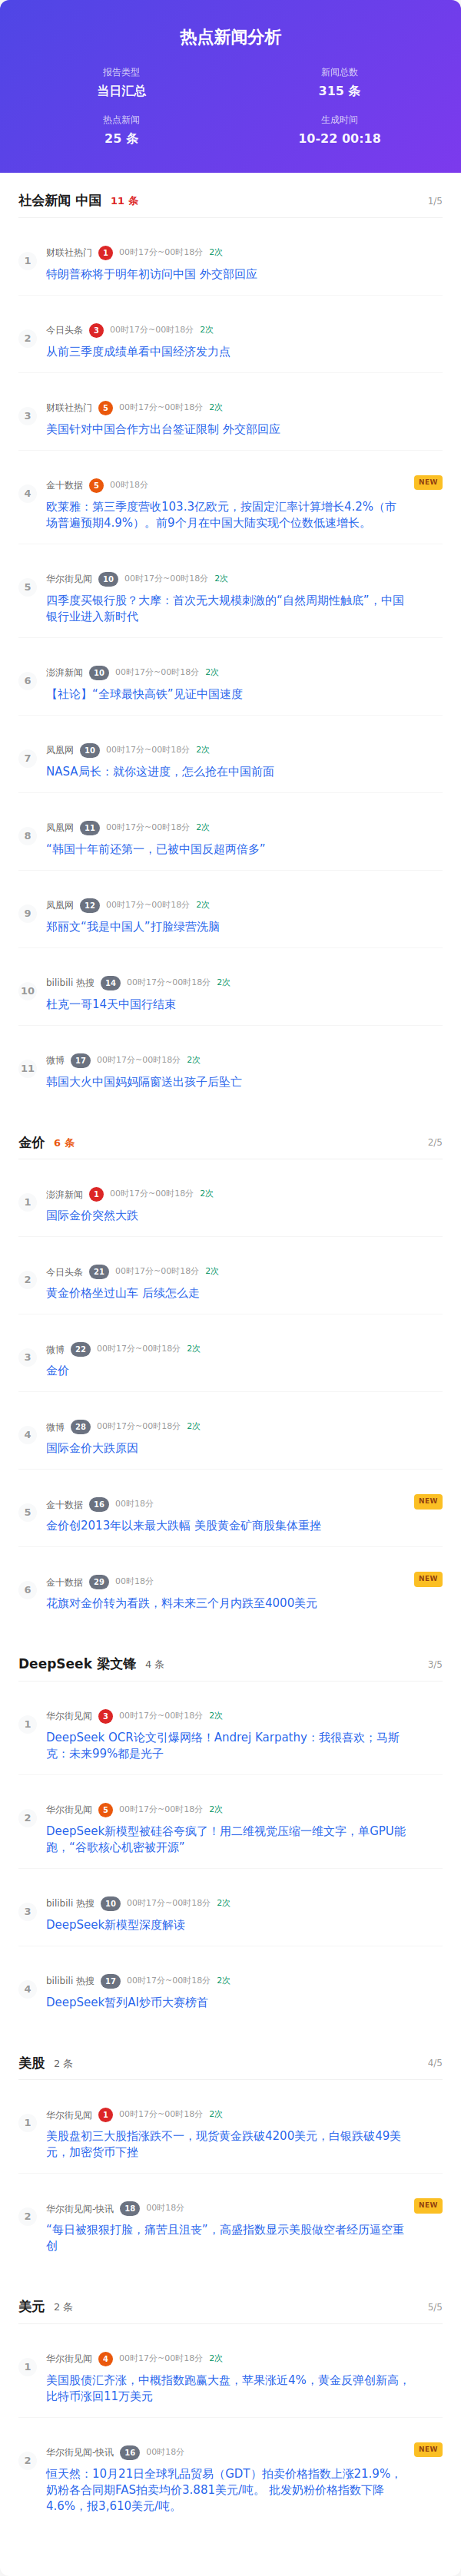 热点新闻分析
报告类型
当日汇总
新闻总数
315 条
热点新闻
25 条
生成时间
10-22 00:18
社会新闻 中国 11 条 1/5
1 财联社热门 1 00时17分~00时18分 2次
特朗普称将于明年初访问中国 外交部回应
2 今日头条 3 00时17分~00时18分 2次
从前三季度成绩单看中国经济发力点
3 财联社热门 5 00时17分~00时18分 2次
美国针对中国合作方出台签证限制 外交部回应
4 金十数据 5 00时18分 NEW
欧莱雅：第三季度营收103.3亿欧元，按固定汇率计算增长4.2%（市
场普遍预期4.9%）。前9个月在中国大陆实现个位数低速增长。
5 华尔街见闻 10 00时17分~00时18分 2次
四季度买银行股？大摩：首次无大规模刺激的“自然周期性触底”，中国
银行业进入新时代
6 澎湃新闻 10 00时17分~00时18分 2次
【社论】“全球最快高铁”见证中国速度
7 凤凰网 10 00时17分~00时18分 2次
NASA局长：就你这进度，怎么抢在中国前面
8 凤凰网 11 00时17分~00时18分 2次
“韩国十年前还第一，已被中国反超两倍多”
9 凤凰网 12 00时17分~00时18分 2次
郑丽文“我是中国人”打脸绿营洗脑
10 bilibili 热搜 14 00时17分~00时18分 2次
杜克一哥14天中国行结束
11 微博 17 00时17分~00时18分 2次
韩国大火中国妈妈隔窗送出孩子后坠亡
金价 6 条 2/5
1 澎湃新闻 1 00时17分~00时18分 2次
国际金价突然大跌
2 今日头条 21 00时17分~00时18分 2次
黄金价格坐过山车 后续怎么走
3 微博 22 00时17分~00时18分 2次
金价
4 微博 28 00时17分~00时18分 2次
国际金价大跌原因
5 金十数据 16 00时18分 NEW
金价创2013年以来最大跌幅 美股黄金矿商股集体重挫
6 金十数据 29 00时18分 NEW
花旗对金价转为看跌，料未来三个月内跌至4000美元
DeepSeek 梁文锋 4 条 3/5
1 华尔街见闻 3 00时17分~00时18分 2次
DeepSeek OCR论文引爆网络！Andrej Karpathy：我很喜欢；马斯
克：未来99%都是光子
2 华尔街见闻 5 00时17分~00时18分 2次
DeepSeek新模型被硅谷夸疯了！用二维视觉压缩一维文字，单GPU能
跑，“谷歌核心机密被开源”
3 bilibili 热搜 10 00时17分~00时18分 2次
DeepSeek新模型深度解读
4 bilibili 热搜 17 00时17分~00时18分 2次
DeepSeek暂列AI炒币大赛榜首
美股 2 条 4/5
1 华尔街见闻 1 00时17分~00时18分 2次
美股盘初三大股指涨跌不一，现货黄金跌破4200美元，白银跌破49美
元，加密货币下挫
2 华尔街见闻-快讯 18 00时18分 NEW
“每日被狠狠打脸，痛苦且沮丧”，高盛指数显示美股做空者经历逼空重
创
美元 2 条 5/5
1 华尔街见闻 4 00时17分~00时18分 2次
美国股债汇齐涨，中概指数跑赢大盘，苹果涨近4%，黄金反弹创新高，
比特币涨回11万美元
2 华尔街见闻-快讯 16 00时18分 NEW
恒天然：10月21日全球乳品贸易（GDT）拍卖价格指数上涨21.9%，
奶粉各合同期FAS拍卖均价3.881美元/吨。 批发奶粉价格指数下降
4.6%，报3,610美元/吨。